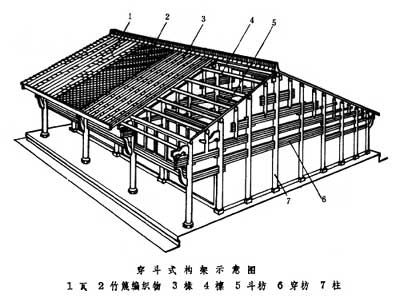 1 2 3 4 5
7 6
穿斗式构架示意图
1 瓦 2 竹篾编织物 3 椽 4 檩 5 斗枋 6 穿枋 7 柱